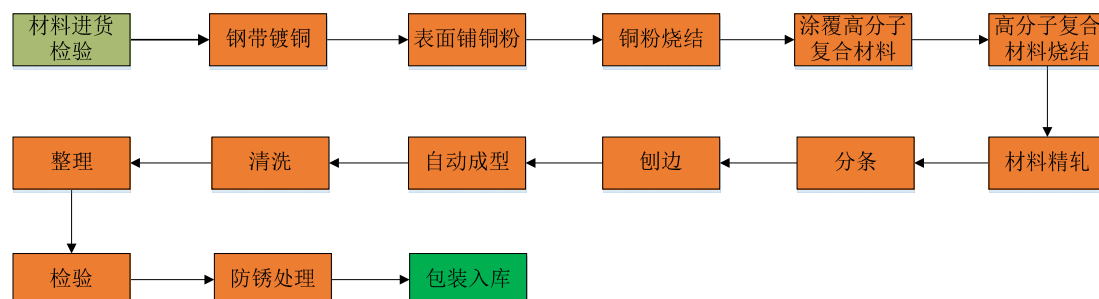 材料进货
检验
钢带镀铜
表面铺铜粉
铜粉烧结
涂覆高分子
复合材料
高分子复合
材料烧结
整理
清洗
自动成型
刨边
分条
材料精轧
检验
防锈处理
包装入库